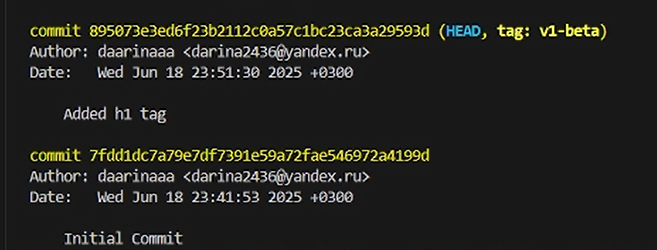 commit 895073e3ed6f23b2112c0a57c1bc23ca3a29593d (HEAD, tag: v1-beta)
Author: daarinaaa <darina2436@yandex.ru>
Date:   Wed Jun 18 23:51:30 2025 +0300
Added h1 tag
commit 7fdd1dc7a79e7df7391e59a72fae546972a4199d
Author: daarinaaa <darina2436@yandex.ru>
Date:   Wed Jun 18 23:41:53 2025 +0300
Initial Commit